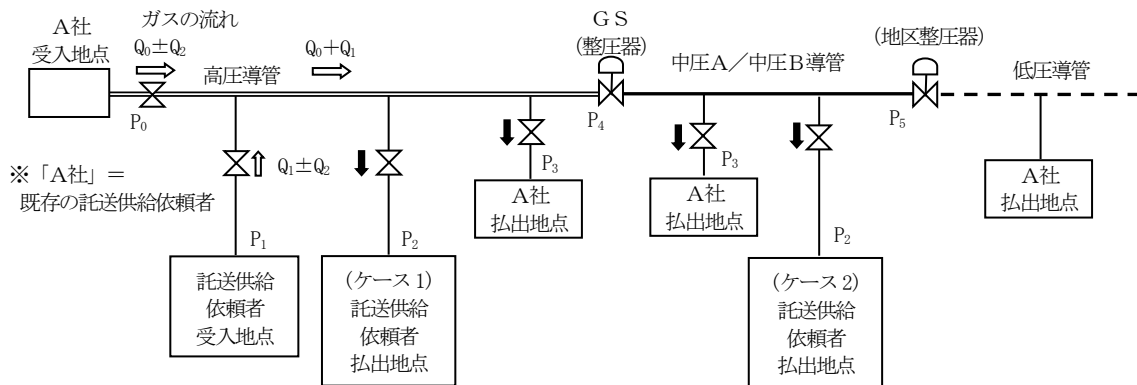 A社
受入地点
ガスの流れ
Q₀±Q₂
Q₀+Q₁
高圧導管
GS
(整圧器)
中圧A/中圧B導管
(地区整圧器)
低圧導管
P₀
P₄
P₅
P₃
P₃
Q₁±Q₂
※「A社」=
既存の託送供給依頼者
A社
払出地点
A社
払出地点
A社
払出地点
P₁
P₂
P₂
託送供給
依頼者
受入地点
(ケース1)
託送供給
依頼者
払出地点
(ケース2)
託送供給
依頼者
払出地点